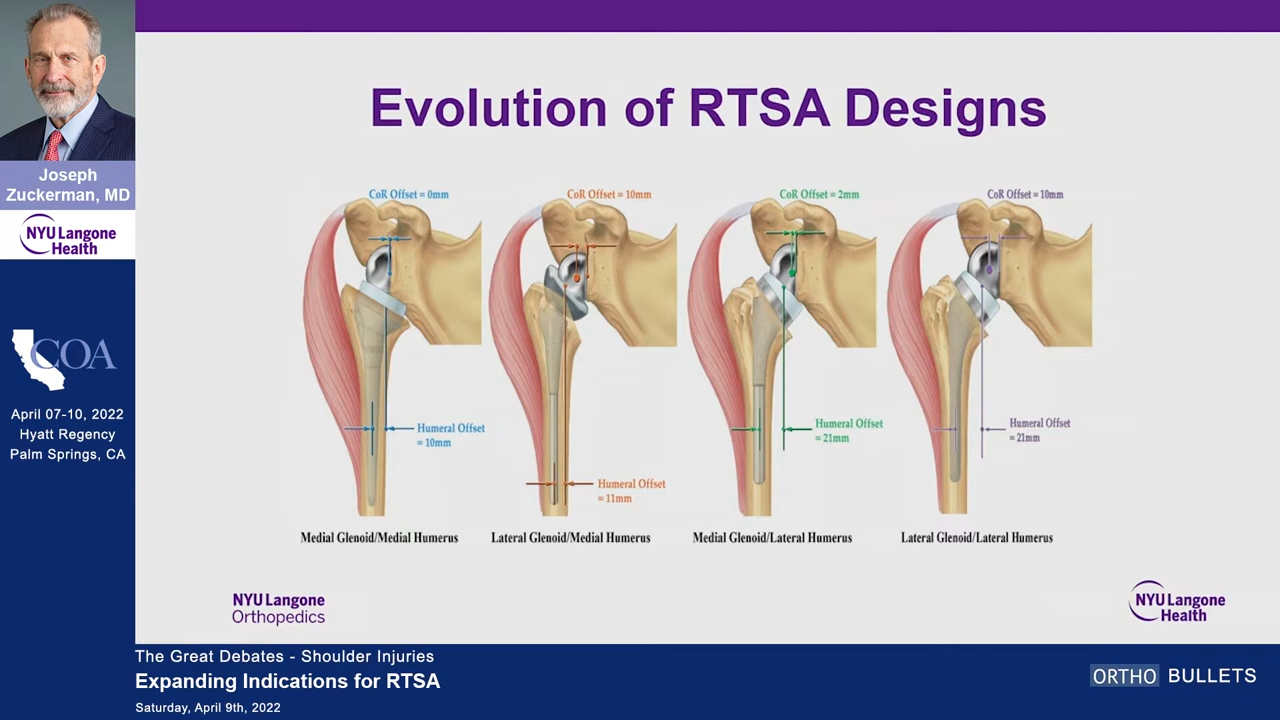 Joseph
Zuckerman, MD
NYU Langone
Health
COA
April 07-10, 2022
Hyatt Regency
Palm Springs, CA
Evolution of RTSA Designs
CoR Offset = 0mm
CoR Offset = 10mm
CoR Offset = 2mm
CoR Offset = 10mm
Humeral Offset
= 10mm
Humeral Offset
= 11mm
Humeral Offset
= 21mm
Humeral Offset
= 21mm
Medial Glenoid/Medial Humerus
Lateral Glenoid/Medial Humerus
Medial Glenoid/Lateral Humerus
Lateral Glenoid/Lateral Humerus
NYU Langone
Orthopedics
NYU Langone
Health
The Great Debates - Shoulder Injuries
Expanding Indications for RTSA
Saturday, April 9th, 2022
ORTHO BULLETS